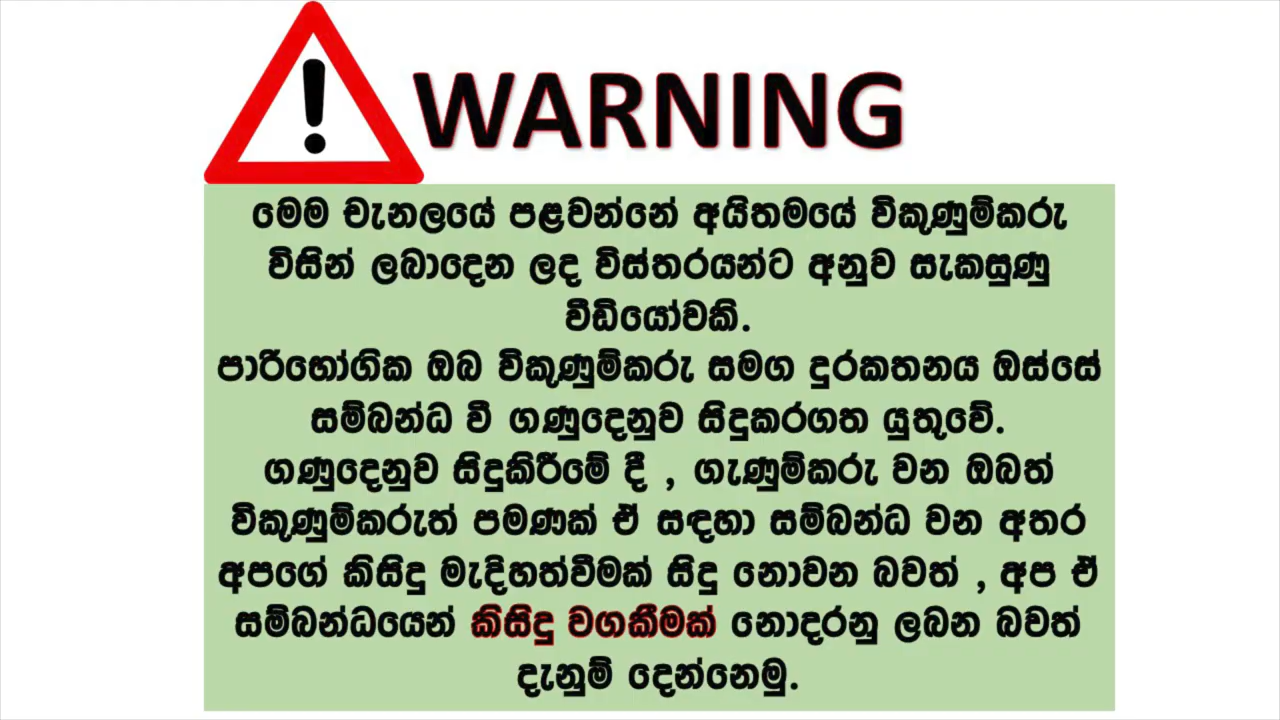 WARNING
මෙම චැනලයේ පළවන්නේ අයිතමයේ විකුණුම්කරු
විසින් ලබාදෙන ලද විස්තරයන්ට අනුව සැකසුණු
වීඩියෝවකි.
පාරිභෝගික ඔබ විකුණුම්කරු සමග දුරකතනය ඔස්සේ
සම්බන්ධ වී ගණුදෙනුව සිදුකරගත යුතුවේ.
ගණුදෙනුව සිදුකිරීමේ දී , ගැණුම්කරු වන ඔබත්
විකුණුම්කරුත් පමණක් ඒ සඳහා සම්බන්ධ වන අතර
අපගේ කිසිදු මැදිහත්වීමක් සිදු නොවන බවත් , අප ඒ
සම්බන්ධයෙන් කිසිදු වගකීමක් නොදරනු ලබන බවත්
දැනුම් දෙන්නෙමු.